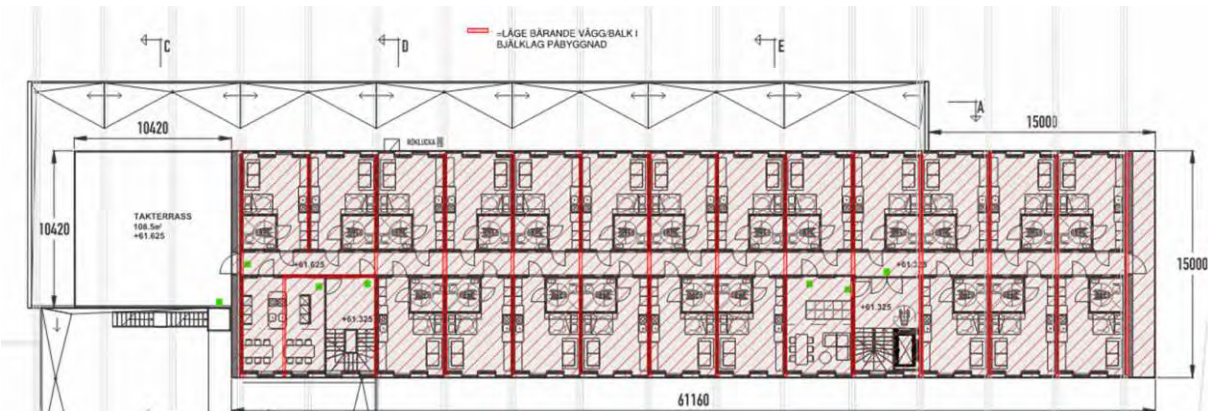 =LÄGE BÄRANDE VÄGG/BALK I
BJÄLKLAG PÅBYGGNAD
C
D
E
A
10420
15000
RÖKLUCKA
TAKTERRASS
108.5m²
+61.625
10420
+61.625
+61.325
15000
+61.325
+61.325
61160